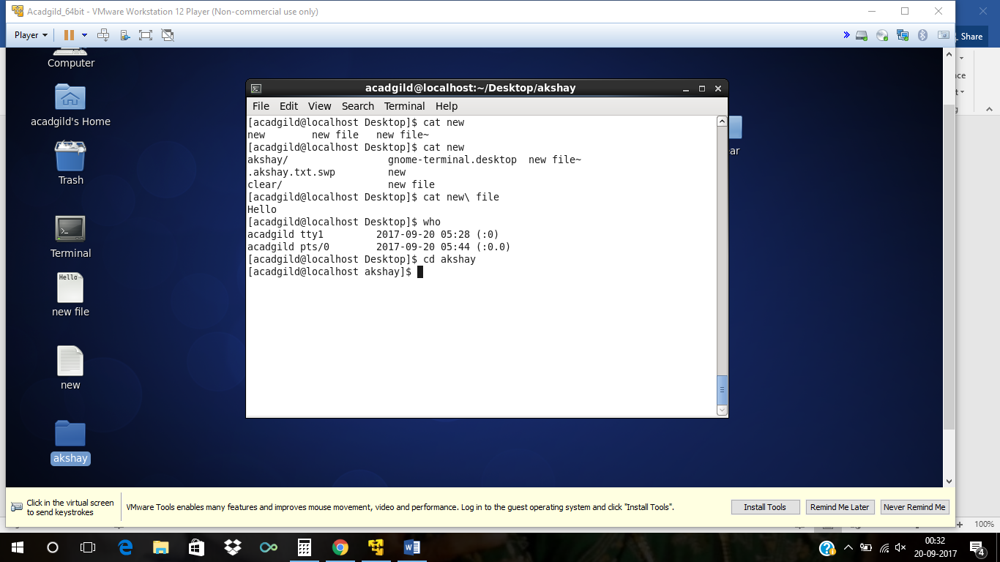 Acadgild_64bit - VMware Workstation 12 Player (Non-commercial use only)
Player
Share
Computer
acadgild's Home
Trash
Terminal
Hello
new file
new
akshay
acadgild@localhost:~/Desktop/akshay
File Edit View Search Terminal Help
[acadgild@localhost Desktop]$ cat new
new        new file   new file~
[acadgild@localhost Desktop]$ cat new
akshay/                 gnome-terminal.desktop  new file~
.akshay.txt.swp         new
clear/                  new file
[acadgild@localhost Desktop]$ cat new\ file
Hello
[acadgild@localhost Desktop]$ who
acadgild tty1         2017-09-20 05:28 (:0)
acadgild pts/0        2017-09-20 05:44 (:0.0)
[acadgild@localhost Desktop]$ cd akshay
[acadgild@localhost akshay]$
ar
Click in the virtual screen
to send keystrokes
VMware Tools enables many features and improves mouse movement, video and performance. Log in to the guest operating system and click "Install Tools".
Install Tools
Remind Me Later
Never Remind Me
100%
00:32
20-09-2017
4